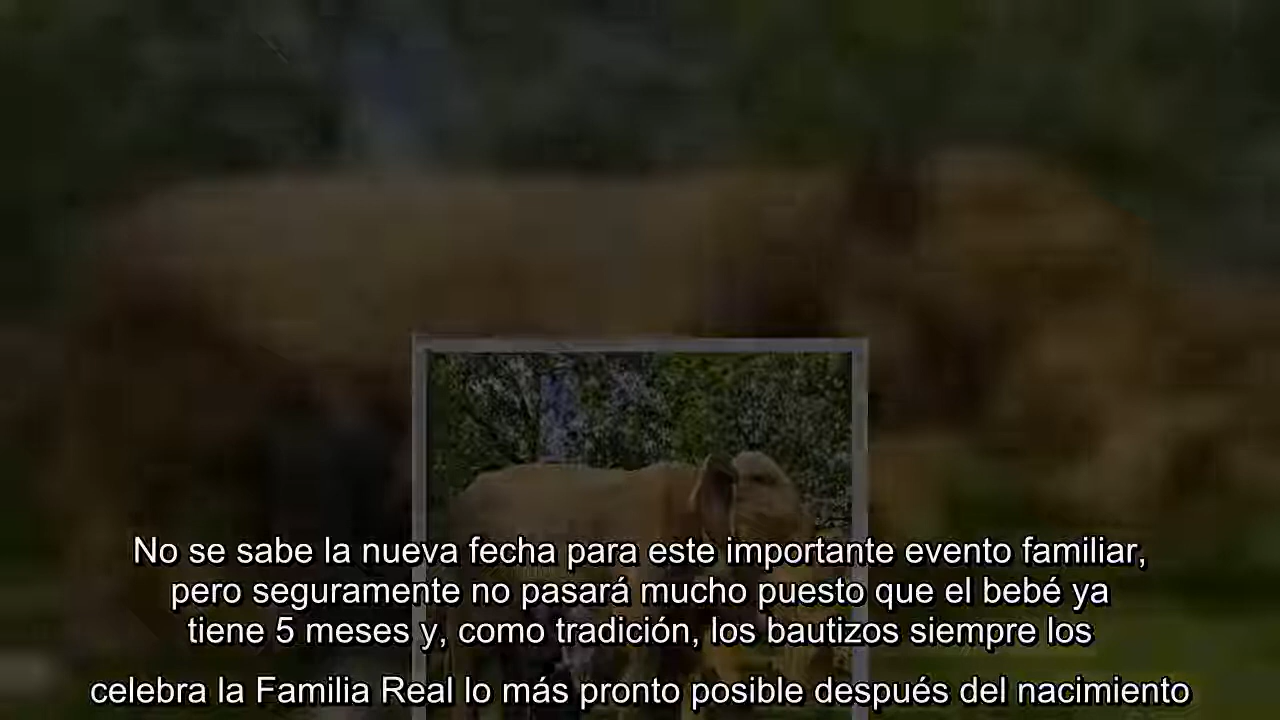 No se sabe la nueva fecha para este importante evento familiar,
pero seguramente no pasará mucho puesto que el bebé ya
tiene 5 meses y, como tradición, los bautizos siempre los
celebra la Familia Real lo más pronto posible después del nacimiento